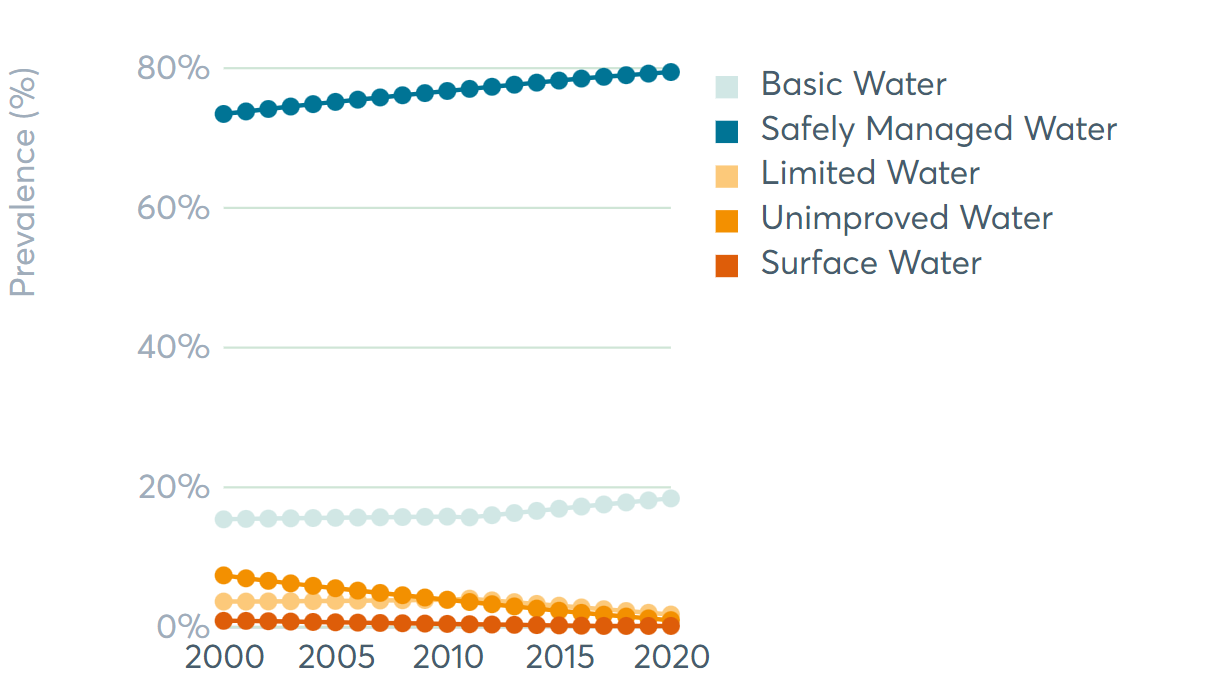 Prevalence (%)
80%
60%
40%
20%
0%
2000 2005 2010 2015 2020
Basic Water
Safely Managed Water
Limited Water
Unimproved Water
Surface Water